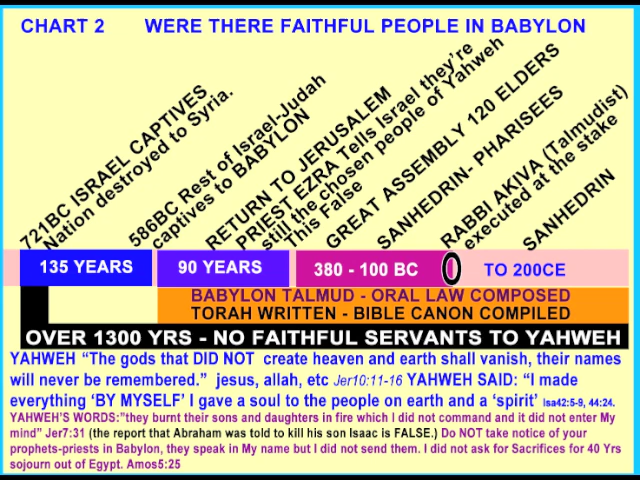 CHART 2 WERE THERE FAITHFUL PEOPLE IN BABYLON
721BC ISRAEL CAPTIVES
Nation destroyed to Syria.
586BC Rest of Israel-Judah
captives to BABYLON
RETURN TO JERUSALEM
PRIEST EZRA Tells Israel they're
still the chosen people of Yahweh
This False
GREAT ASSEMBLY 120 ELDERS
SANHEDRIN- PHARISEES
RABBI AKIVA (Talmudist)
executed at the stake
SANHEDRIN
135 YEARS 90 YEARS 380 - 100 BC 0 TO 200CE
BABYLON TALMUD - ORAL LAW COMPOSED
TORAH WRITTEN - BIBLE CANON COMPILED
OVER 1300 YRS - NO FAITHFUL SERVANTS TO YAHWEH
YAHWEH “The gods that DID NOT create heaven and earth shall vanish, their names
will never be remembered.” jesus, allah, etc Jer10:11-16 YAHWEH SAID: “I made
everything ‘BY MYSELF’ I gave a soul to the people on earth and a ‘spirit’ Isa42:5-9, 44:24.
YAHWEH'S WORDS:”they burnt their sons and daughters in fire which I did not command and it did not enter My
mind” Jer7:31 (the report that Abraham was told to kill his son Isaac is FALSE.) Do NOT take notice of your
prophets-priests in Babylon, they speak in My name but I did not send them. I did not ask for Sacrifices for 40 Yrs
sojourn out of Egypt. Amos5:25